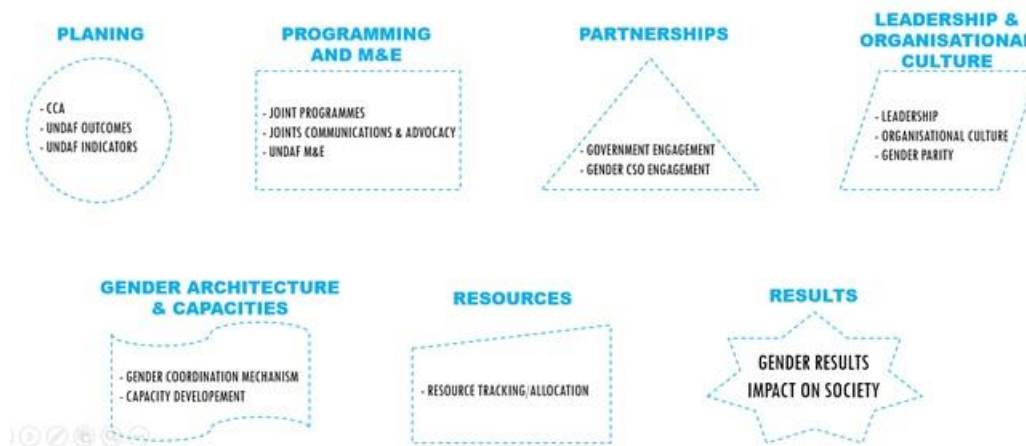 PLANING
- CCA
- UNDAF OUTCOMES
- UNDAF INDICATORS
PROGRAMMING
AND M&E
- JOINT PROGRAMMES
- JOINTS COMMUNICATIONS & ADVOCACY
- UNDAF M&E
PARTNERSHIPS
- GOVERNMENT ENGAGEMENT
- GENDER CSO ENGAGEMENT
LEADERSHIP &
ORGANISATIONAL
CULTURE
- LEADERSHIP
- ORGANISATIONAL CULTURE
- GENDER PARITY
GENDER ARCHITECTURE
& CAPACITIES
- GENDER COORDINATION MECHANISM
- CAPACITY DEVELOPEMENT
RESOURCES
- RESOURCE TRACKING/ALLOCATION
RESULTS
GENDER RESULTS
IMPACT ON SOCIETY